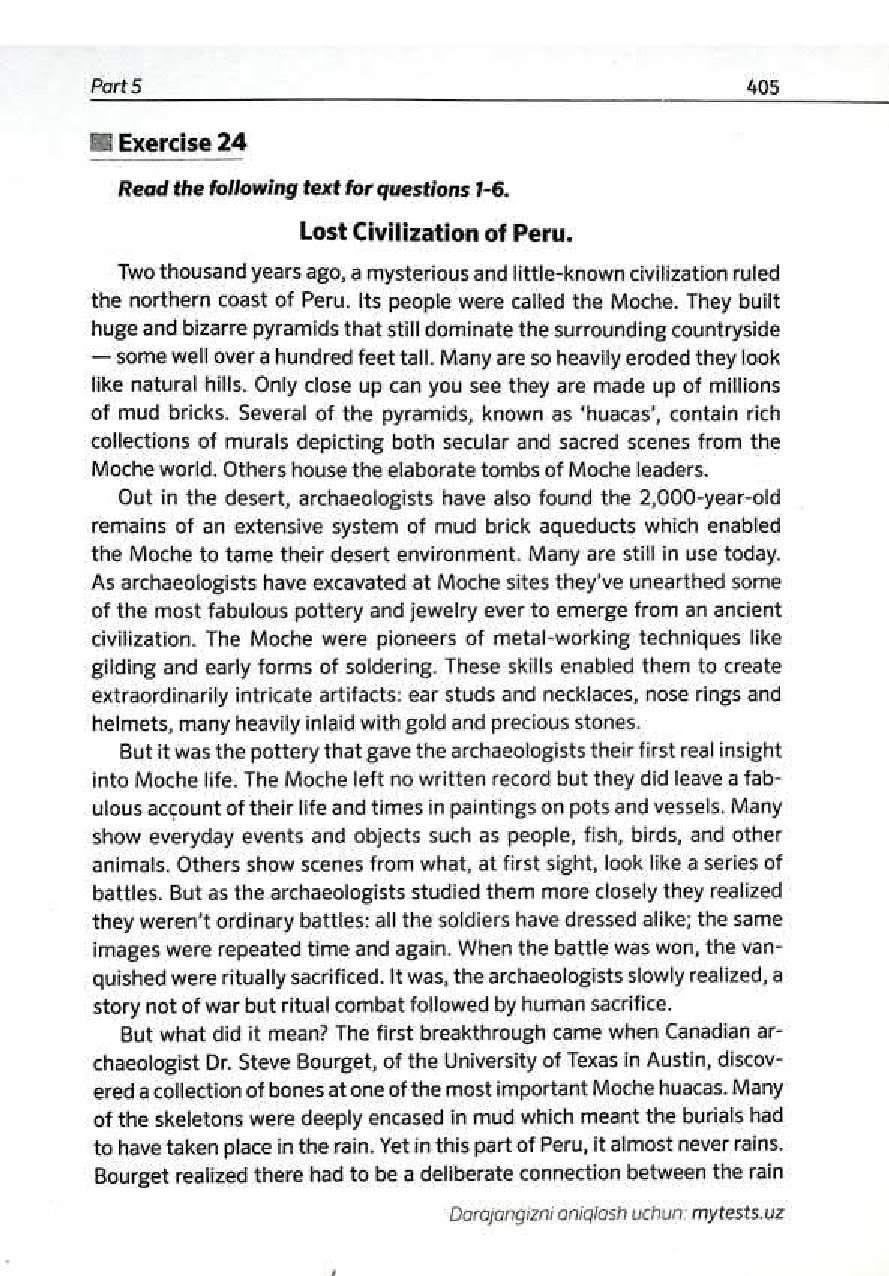 Part 5
405
Exercise 24
Read the following text for questions 1-6.
Lost Civilization of Peru.
Two thousand years ago, a mysterious and little-known civilization ruled
the northern coast of Peru. Its people were called the Moche. They built
huge and bizarre pyramids that still dominate the surrounding countryside
— some well over a hundred feet tall. Many are so heavily eroded they look
like natural hills. Only close up can you see they are made up of millions
of mud bricks. Several of the pyramids, known as 'huacas', contain rich
collections of murals depicting both secular and sacred scenes from the
Moche world. Others house the elaborate tombs of Moche leaders.
Out in the desert, archaeologists have also found the 2,000-year-old
remains of an extensive system of mud brick aqueducts which enabled
the Moche to tame their desert environment. Many are still in use today.
As archaeologists have excavated at Moche sites they've unearthed some
of the most fabulous pottery and jewelry ever to emerge from an ancient
civilization. The Moche were pioneers of metal-working techniques like
gilding and early forms of soldering. These skills enabled them to create
extraordinarily intricate artifacts: ear studs and necklaces, nose rings and
helmets, many heavily inlaid with gold and precious stones.
But it was the pottery that gave the archaeologists their first real insight
into Moche life. The Moche left no written record but they did leave a fab-
ulous account of their life and times in paintings on pots and vessels. Many
show everyday events and objects such as people, fish, birds, and other
animals. Others show scenes from what, at first sight, look like a series of
battles. But as the archaeologists studied them more closely they realized
they weren't ordinary battles: all the soldiers have dressed alike; the same
images were repeated time and again. When the battle was won, the van-
quished were ritually sacrificed. It was, the archaeologists slowly realized, a
story not of war but ritual combat followed by human sacrifice.
But what did it mean? The first breakthrough came when Canadian ar-
chaeologist Dr. Steve Bourget, of the University of Texas in Austin, discov-
ered a collection of bones at one of the most important Moche huacas. Many
of the skeletons were deeply encased in mud which meant the burials had
to have taken place in the rain. Yet in this part of Peru, it almost never rains.
Bourget realized there had to be a deliberate connection between the rain
Darajangizni aniqlash uchun: mytests.uz